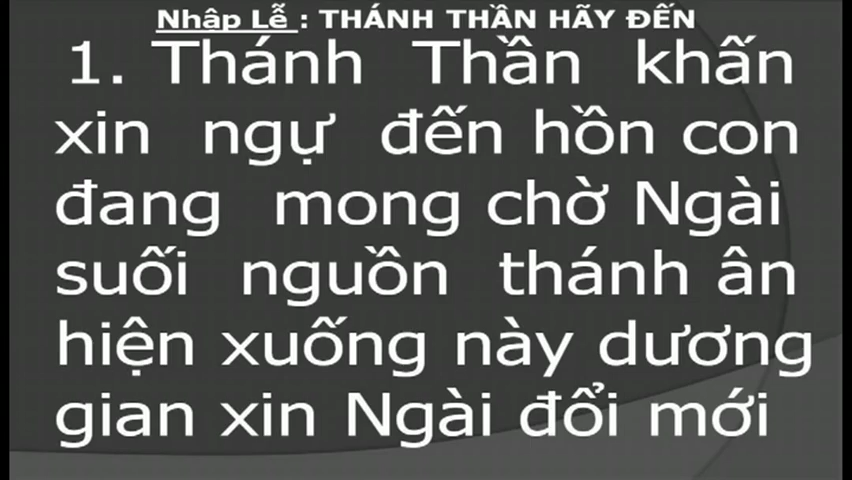 Nhập Lễ : THÁNH THẦN HÃY ĐẾN
1. Thánh Thần khấn
xin ngự đến hồn con
đang mong chờ Ngài
suối nguồn thánh ân
hiện xuống này dương
gian xin Ngài đổi mới